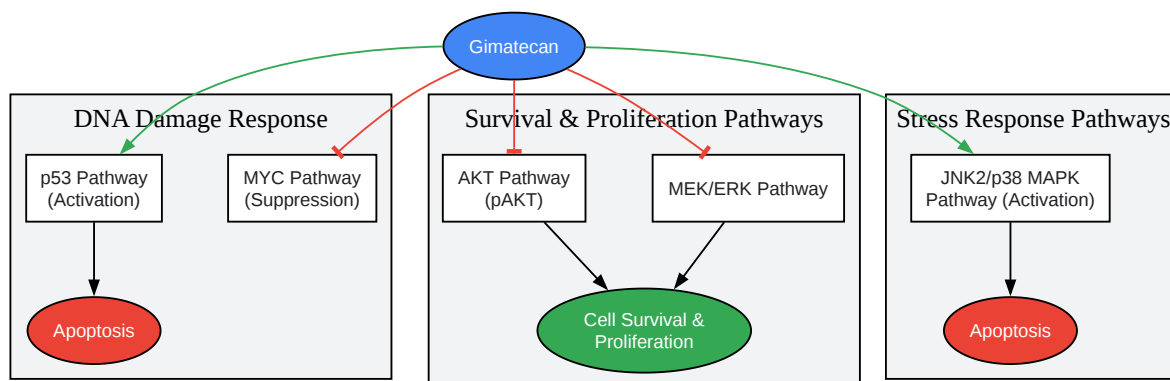 Gimatecan
DNA Damage Response
Survival & Proliferation Pathways
Stress Response Pathways
p53 Pathway
(Activation)
MYC Pathway
(Suppression)
AKT Pathway
(pAKT)
MEK/ERK Pathway
JNK2/p38 MAPK
Pathway (Activation)
Apoptosis
Cell Survival &
Proliferation
Apoptosis